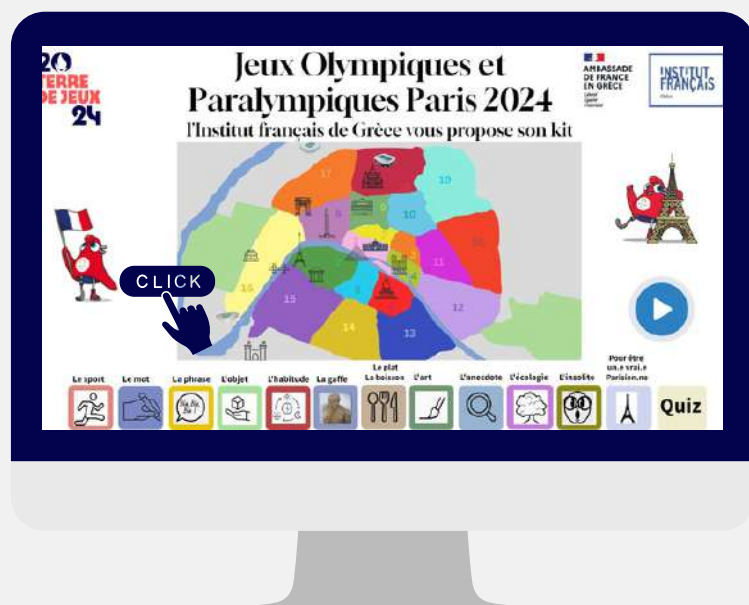 20
TERRE
DE JEUX
24
Jeux Olympiques et
Paralympiques Paris 2024
l'Institut français de Grèce vous propose son kit
AMBASSADE
DE FRANCE
EN GRÈCE
INSTITUT
FRANÇAIS
17
19
9
10
16
11
15
12
14
13
CLICK
Le sport
Le mot
La phrase
L'objet
L'habitude
La gaffe
Le plat
La boisson
L'art
L'anecdote
L'écologie
L'insolite
Pour être
un.e vrai.e
Parisien.ne
Bla Bla
Bla !
Quiz